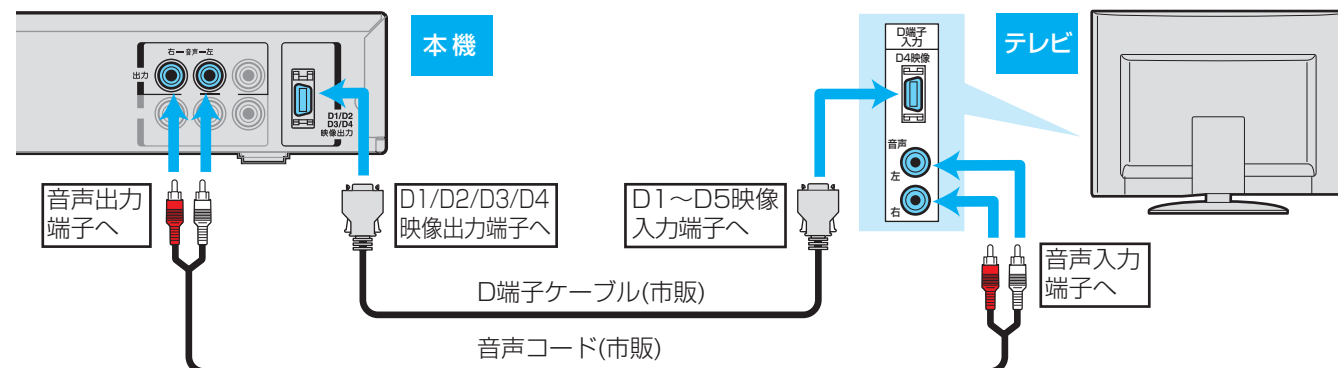 右ー音声ー左
出力
D1/D2
D3/D4
映像出力
本機
D端子
入力
D4映像
音声
左
右
テレビ
音声出力
端子へ
D1/D2/D3/D4
映像出力端子へ
D1～D5映像
入力端子へ
音声入力
端子へ
D端子ケーブル(市販)
音声コード(市販)